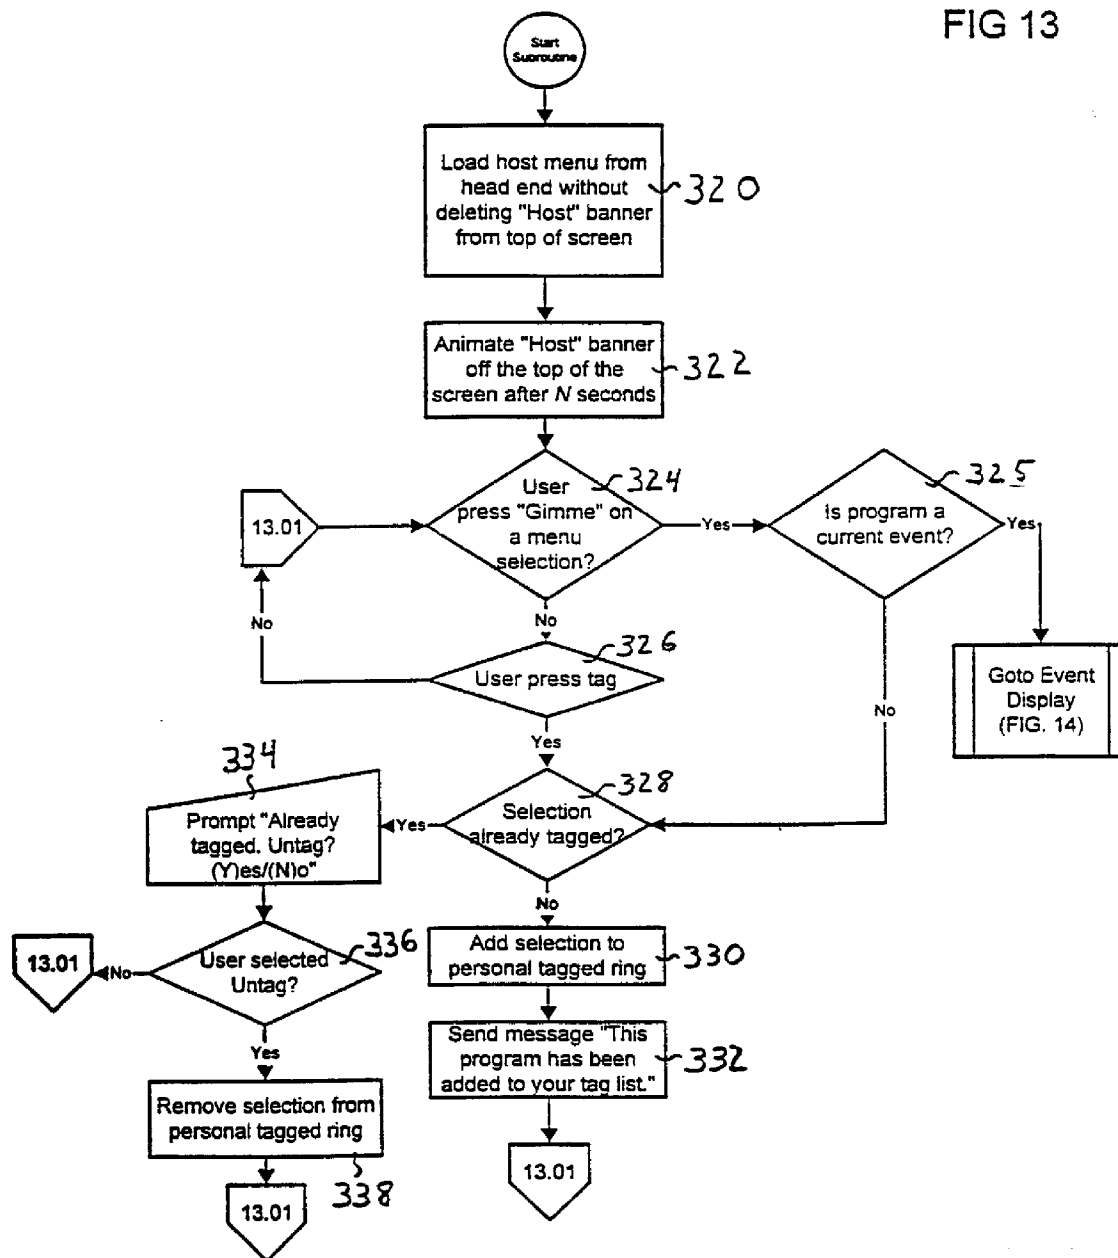 FIG 13
Start
Subroutine
Load host menu from
head end without
deleting "Host" banner
from top of screen
320
Animate "Host" banner
off the top of the
screen after N seconds
322
User
press "Gimme" on
a menu
selection?
324
13.01
Yes
Is program a
current event?
325
Yes
No
No
User press tag
326
Goto Event
Display
(FIG. 14)
No
Yes
334
Prompt "Already
tagged. Untag?
(Y)es/(N)o"
Yes
Selection
already tagged?
328
No
13.01
No
User selected
Untag?
336
Add selection to
personal tagged ring
330
Yes
Send message "This
program has been
added to your tag list."
332
Remove selection from
personal tagged ring
338
13.01
13.01